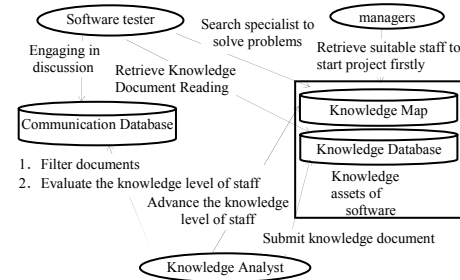 Software tester
managers
Search specialist to
solve problems
Engaging in
discussion
Retrieve suitable staff to
start project firstly
Retrieve Knowledge
Document Reading
Communication Database
Knowledge Map
Knowledge Database
1. Filter documents
2. Evaluate the knowledge level of staff
Knowledge
assets of
software
Advance the knowledge
level of staff
Submit knowledge document
Knowledge Analyst